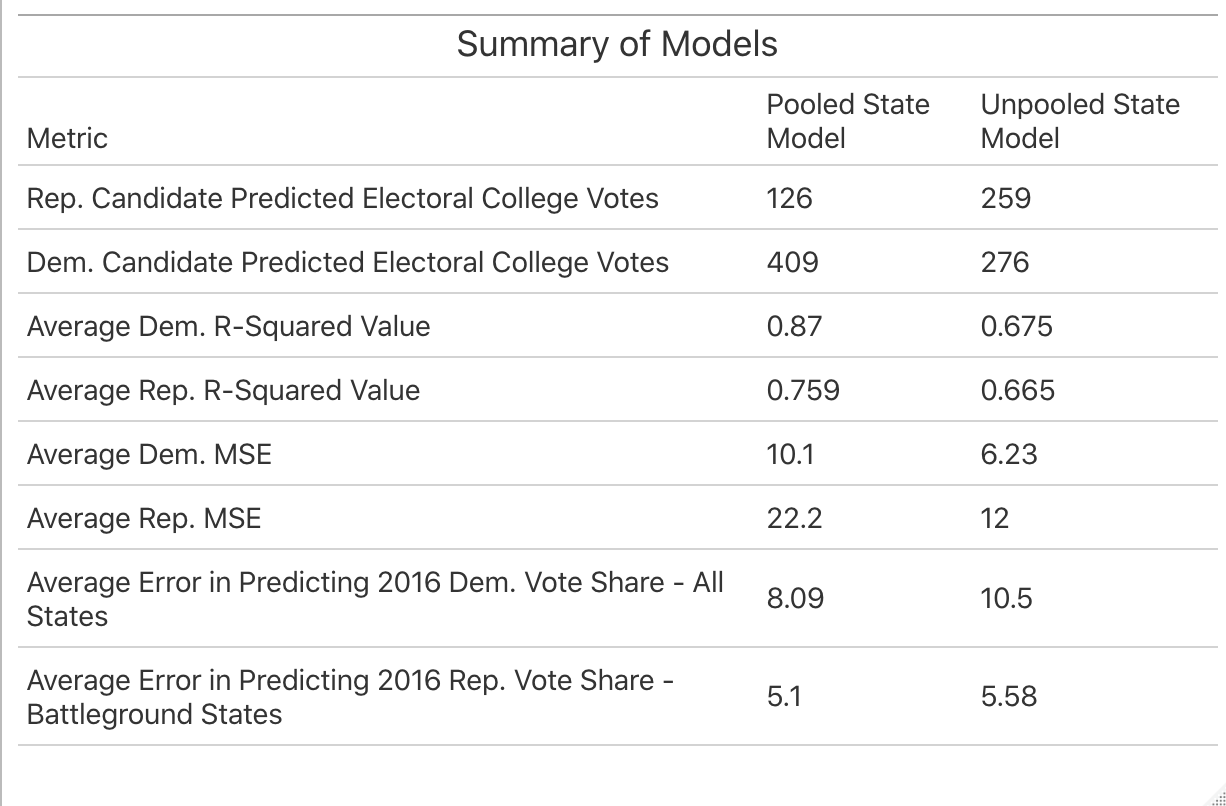 Summary of Models
Metric Pooled State Model Unpooled State Model
Rep. Candidate Predicted Electoral College Votes 126 259
Dem. Candidate Predicted Electoral College Votes 409 276
Average Dem. R-Squared Value 0.87 0.675
Average Rep. R-Squared Value 0.759 0.665
Average Dem. MSE 10.1 6.23
Average Rep. MSE 22.2 12
Average Error in Predicting 2016 Dem. Vote Share - All
States 8.09 10.5
Average Error in Predicting 2016 Rep. Vote Share -
Battleground States 5.1 5.58